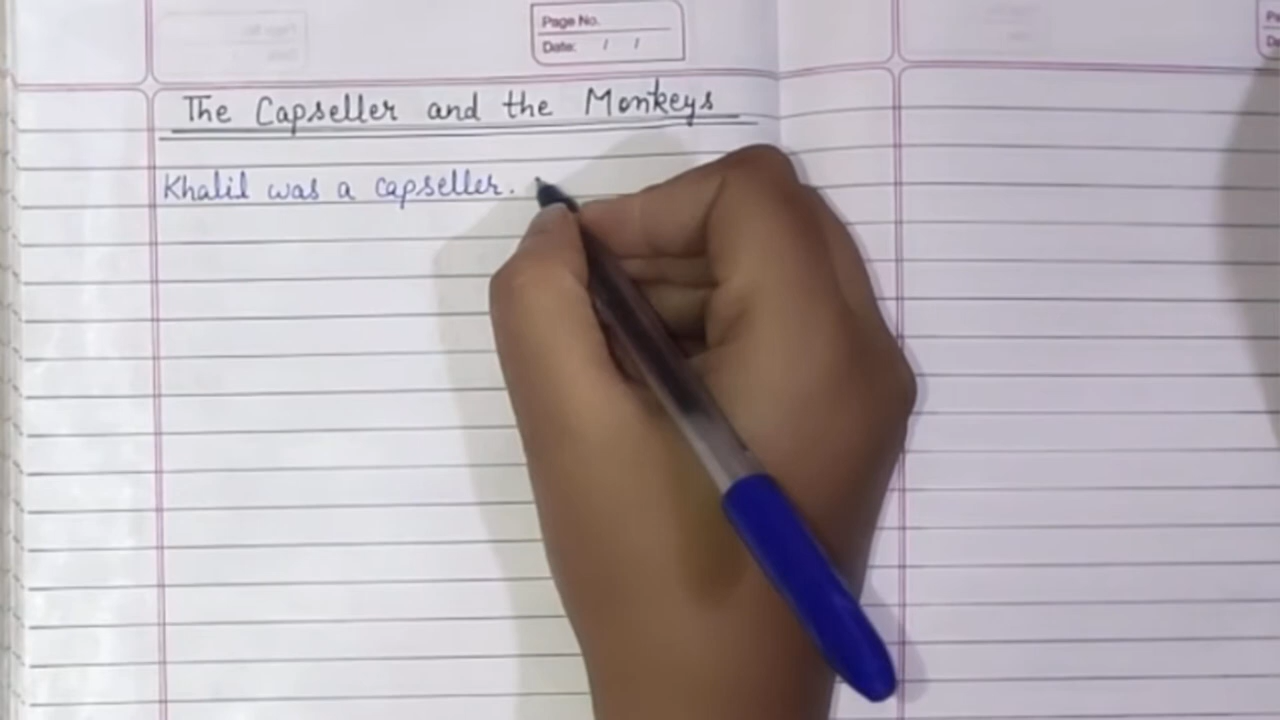 Page No.
Date: / /
The Capseller and the Monkeys
Khalil was a capseller.